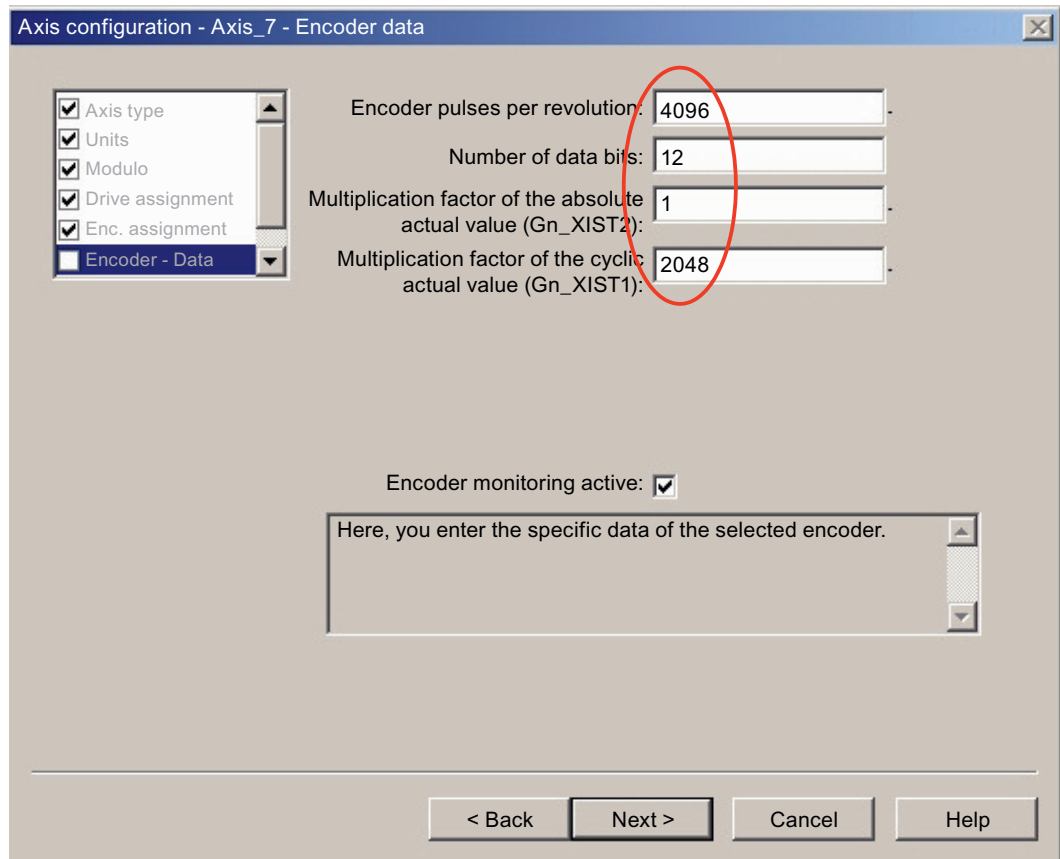 Axis configuration - Axis_7 - Encoder data
Axis type
Units
Modulo
Drive assignment
Enc. assignment
Encoder - Data
Encoder pulses per revolution: 4096 -
Number of data bits: 12
Multiplication factor of the absolute
actual value (Gn_XIST2): 1 -
Multiplication factor of the cyclic
actual value (Gn_XIST1): 2048 -
Encoder monitoring active:
Here, you enter the specific data of the selected encoder.
< Back Next > Cancel Help